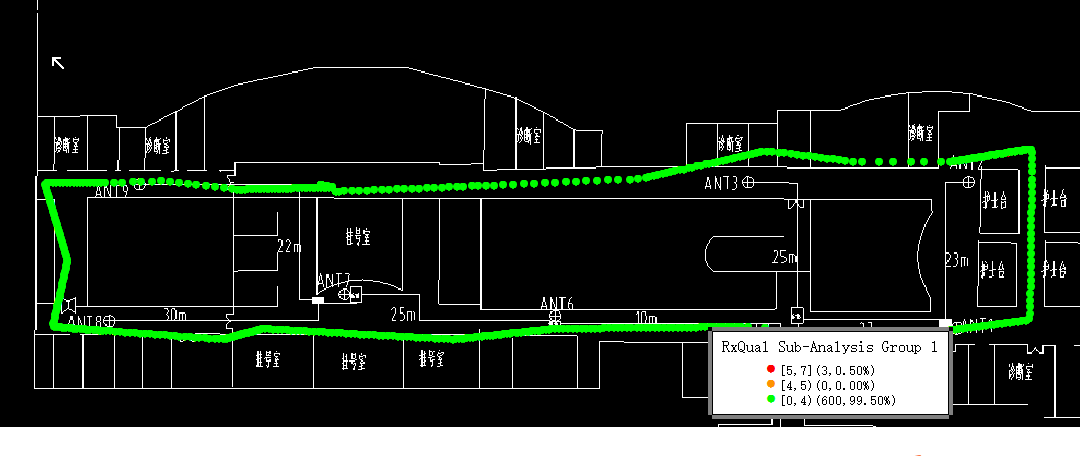 诊断室
诊断室
诊断室
诊断室
诊断室
ANT9
ANT3
护士台
护士台
挂号室
22m
25m
23m
护士台
护士台
ANT7
30m
25m
ANT6
10m
ANT8
挂号室
挂号室
挂号室
诊断室
RxQual Sub-Analysis Group 1
[5,7](3,0.50%)
[4,5)(0,0.00%)
[0,4)(600,99.50%)